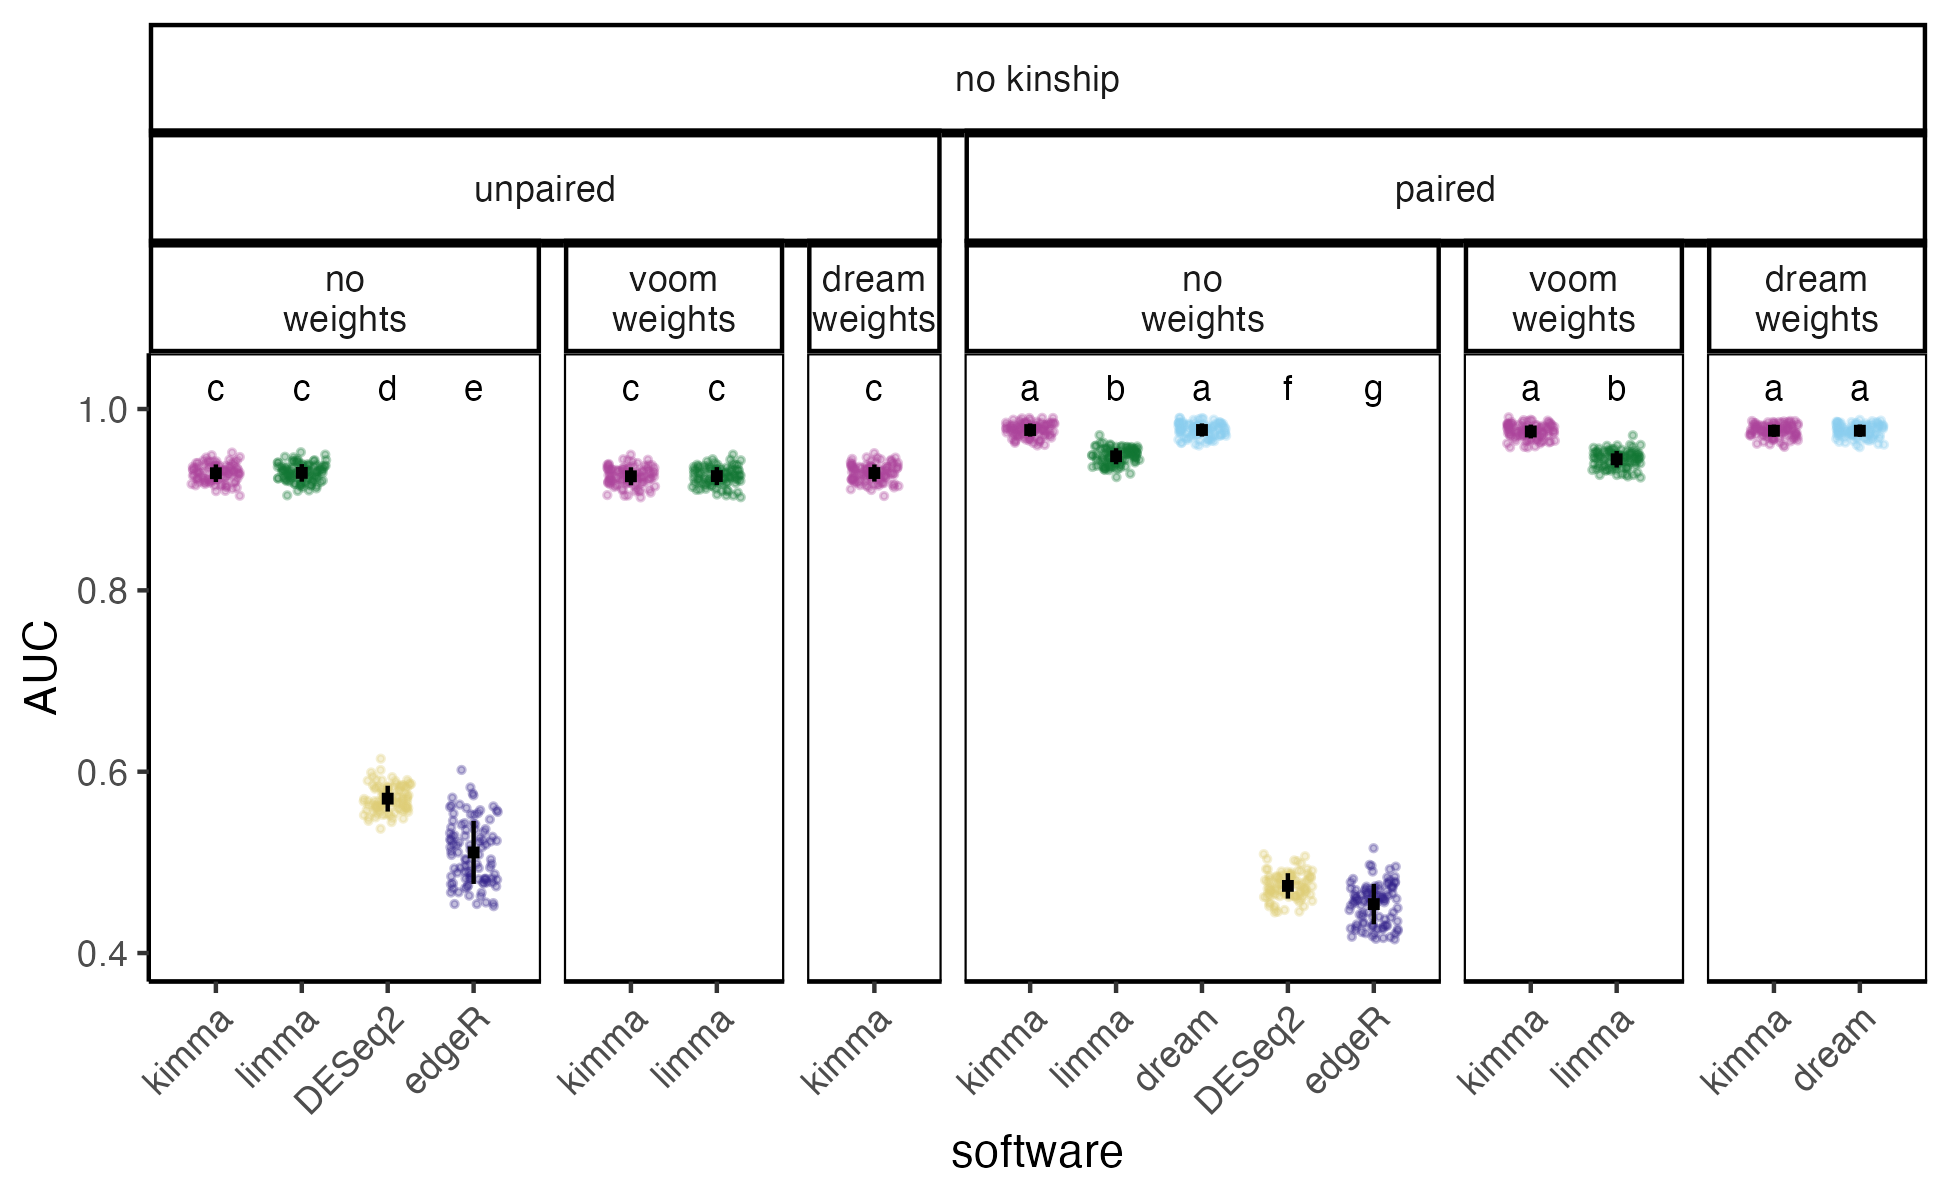 no kinship
unpaired
paired
no
weights
voom
weights
dream
weights
no
weights
voom
weights
dream
weights
c c d e c c c a b a f g a b a a
1.0
0.8
0.6
0.4
AUC
kimma limma DESeq2 edgeR kimma limma kimma kimma limma dream DESeq2 edgeR kimma limma kimma dream
software